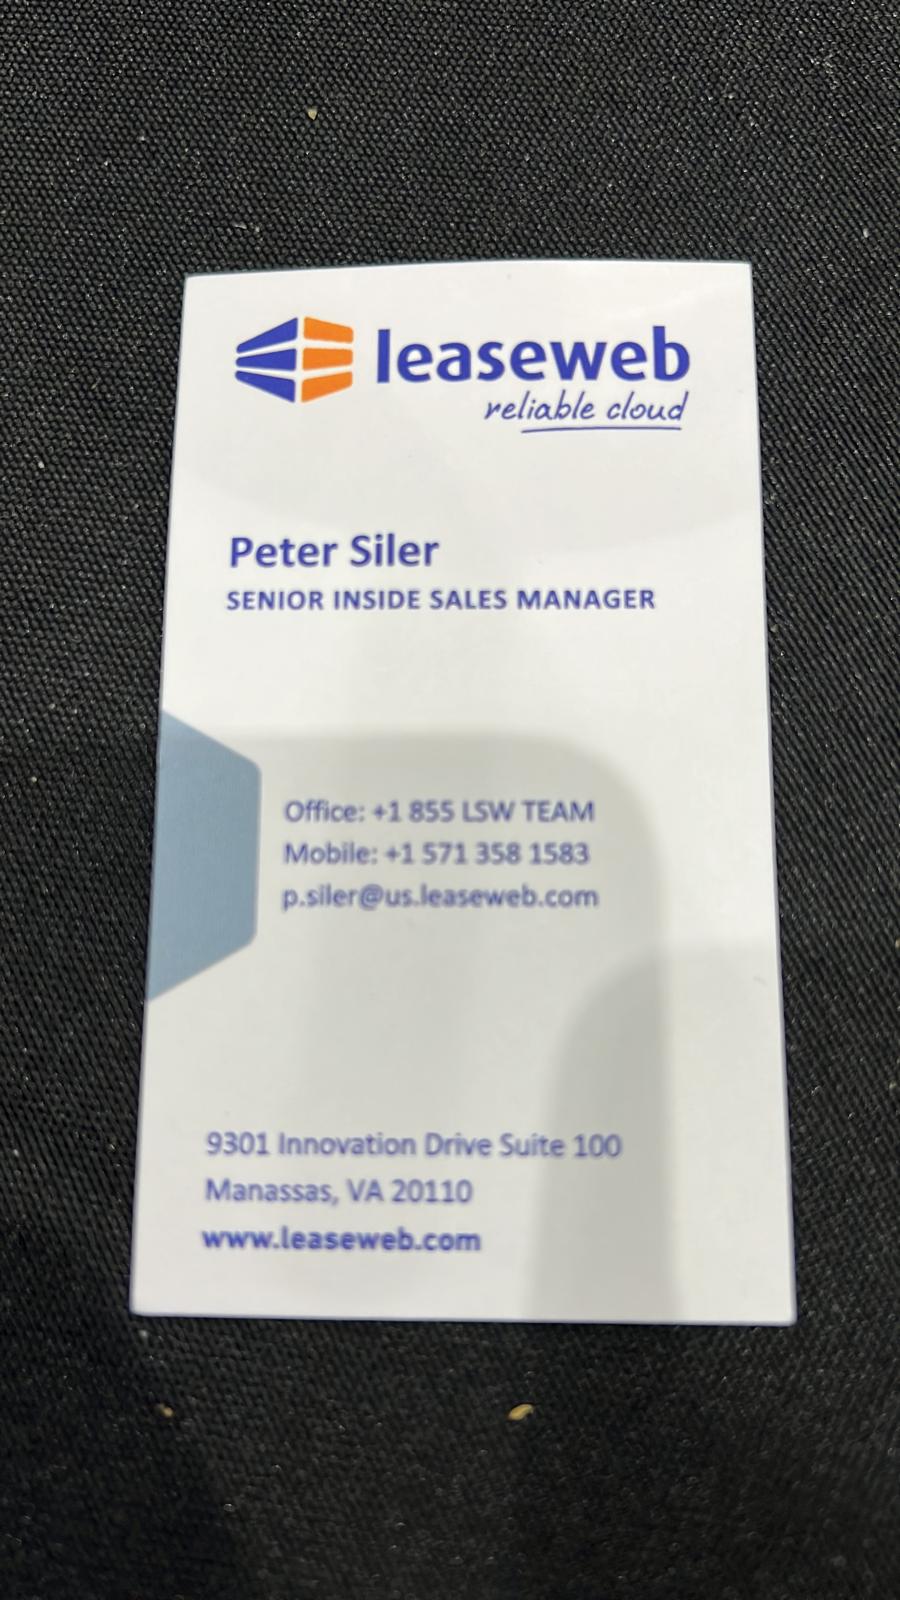 leaseweb
reliable cloud
Peter Siler
SENIOR INSIDE SALES MANAGER
Office: +1 855 LSW TEAM
Mobile: +1 571 358 1583
p.siler@us.leaseweb.com
9301 Innovation Drive Suite 100
Manassas, VA 20110
www.leaseweb.com